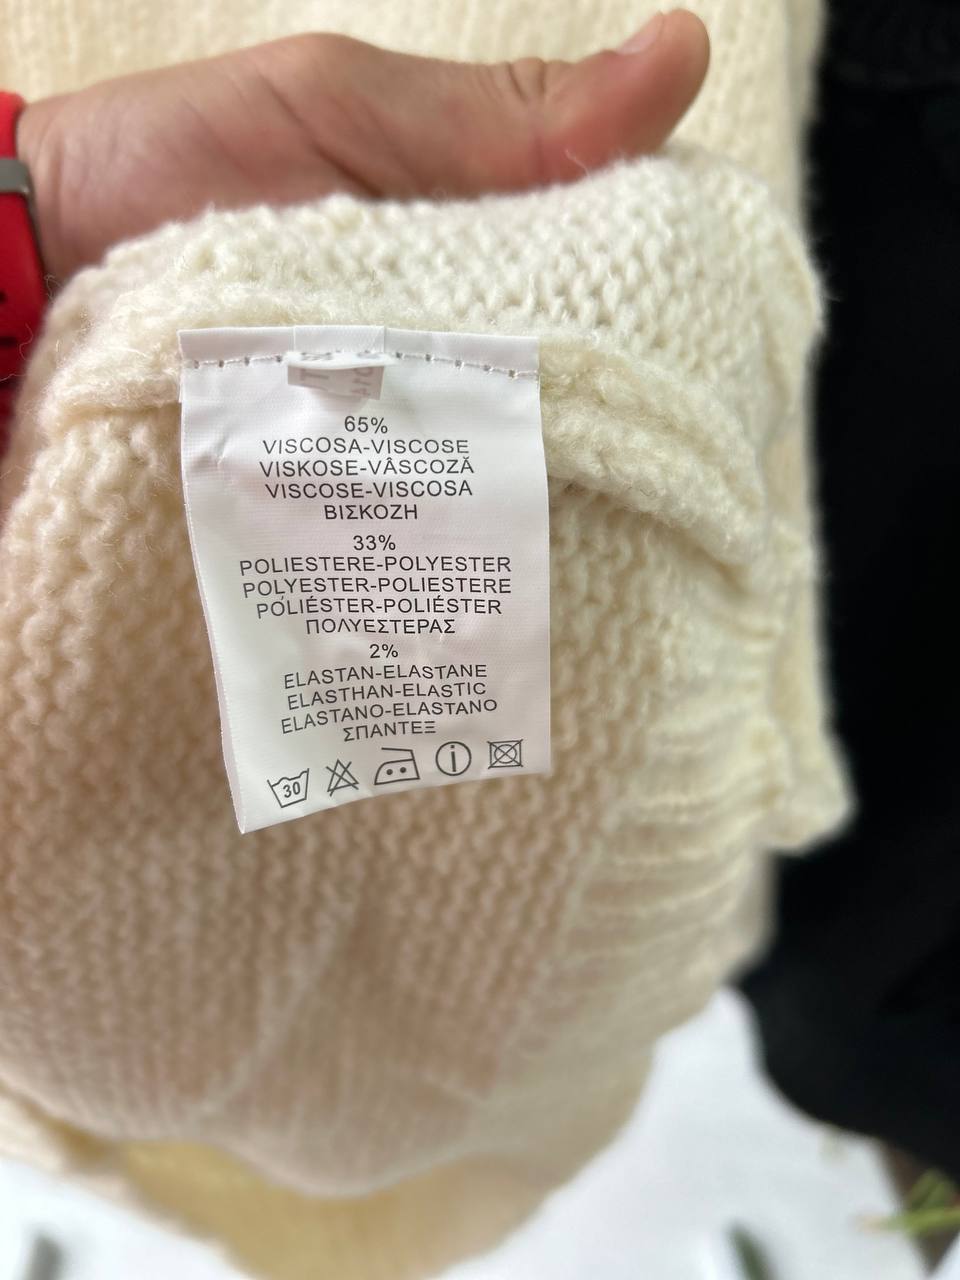 65%
VISCOSA-VISCOSE
VISKOSE-VÂSCOZĂ
VISCOSE-VISCOSA
ΒΙΣΚΟΖΗ
33%
POLIESTERE-POLYESTER
POLYESTER-POLIESTERE
POLIÉSTER-POLIÉSTER
ΠΟΛΥΕΣΤΕΡΑΣ
2%
ELASTAN-ELASTANE
ELASTHAN-ELASTIC
ELASTANO-ELASTANO
ΣΠΑΝΤΕΞ
30